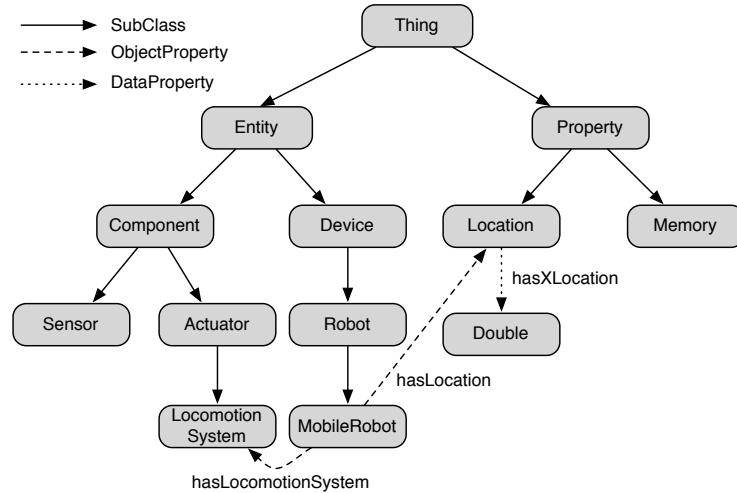 SubClass
ObjectProperty
DataProperty
Thing
Entity
Property
Component
Device
Location
Memory
hasXLocation
Sensor
Actuator
Robot
Double
hasLocation
Locomotion
System
MobileRobot
hasLocomotionSystem